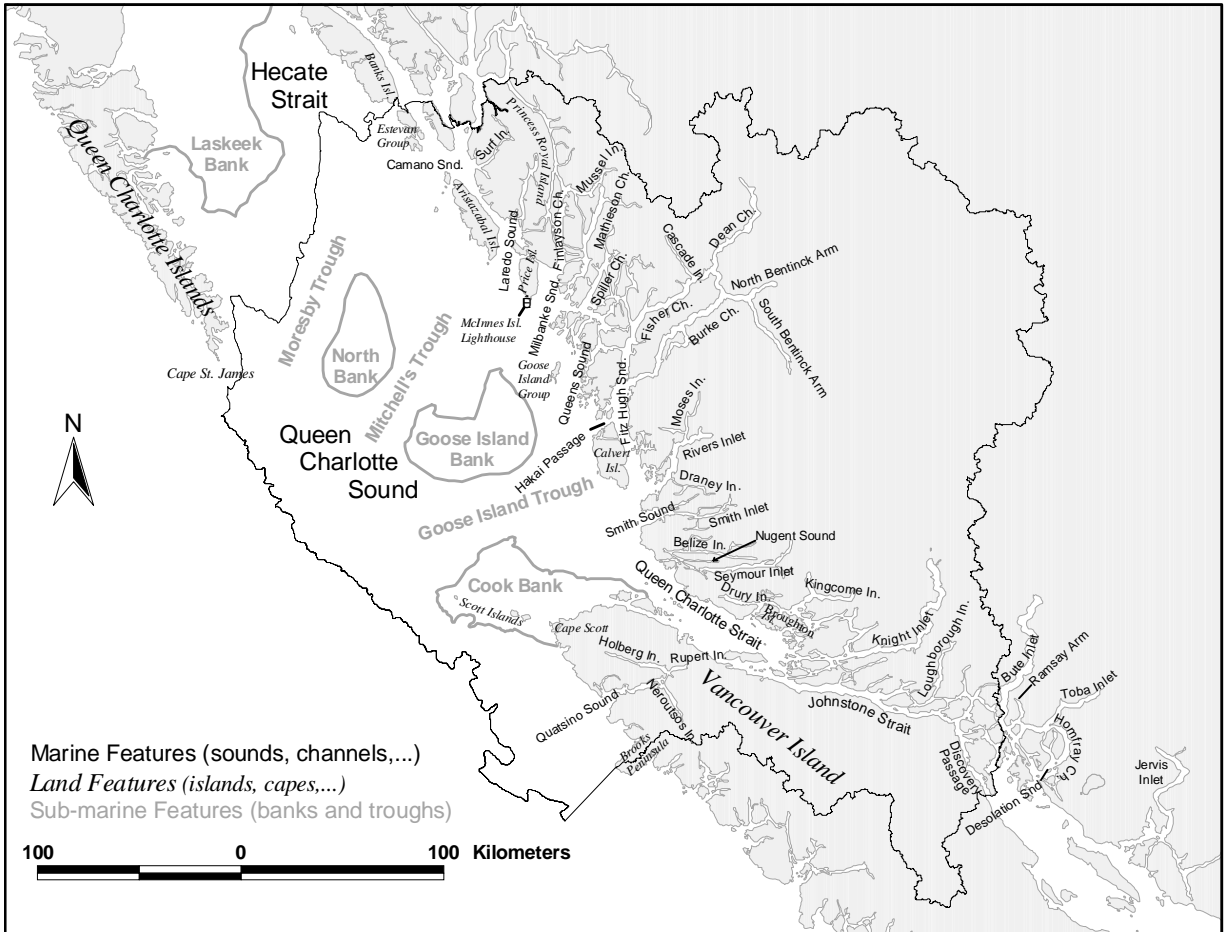 Hecate
Strait
Banks Isl.
Queen Charlotte Islands
Laskeek
Bank
Estevan
Group
Camano Snd.
Surf In.
Princess Royal Island
Aristazabal Isl.
Laredo Sound
Price Isl.
Finlayson Ch.
Mussel In.
Mathieson Ch.
Spiller Ch.
Milbanke Snd.
McInnes Isl.
Lighthouse
Cascade In.
Dean Ch.
North Bentinck Arm
South Bentinck Arm
Fisher Ch.
Burke Ch.
Moresby Trough
North
Bank
Mitchell's Trough
Cape St. James
Goose
Island
Group
Queens Sound
Fitz Hugh Snd.
N
Queen
Charlotte
Sound
Goose Island
Bank
Hakai Passage
Calvert
Isl.
Moses In.
Rivers Inlet
Draney In.
Goose Island Trough
Smith Sound
Smith Inlet
Belize In.
Nugent Sound
Seymour Inlet
Cook Bank
Scott Islands
Cape Scott
Queen Charlotte Strait
Drury In.
Broughton
Isl.
Kingcome In.
Knight Inlet
Loughborough In.
Bute Inlet
Ramsay Arm
Toba Inlet
Homfray Ch.
Holberg In.
Rupert In.
Quatsino Sound
Neroutsos In.
Brooks
Peninsula
Vancouver Island
Johnstone Strait
Discovery
Passage
Desolation Snd
Jervis
Inlet
Marine Features (sounds, channels,...)
Land Features (islands, capes,...)
Sub-marine Features (banks and troughs)
100 0 100 Kilometers